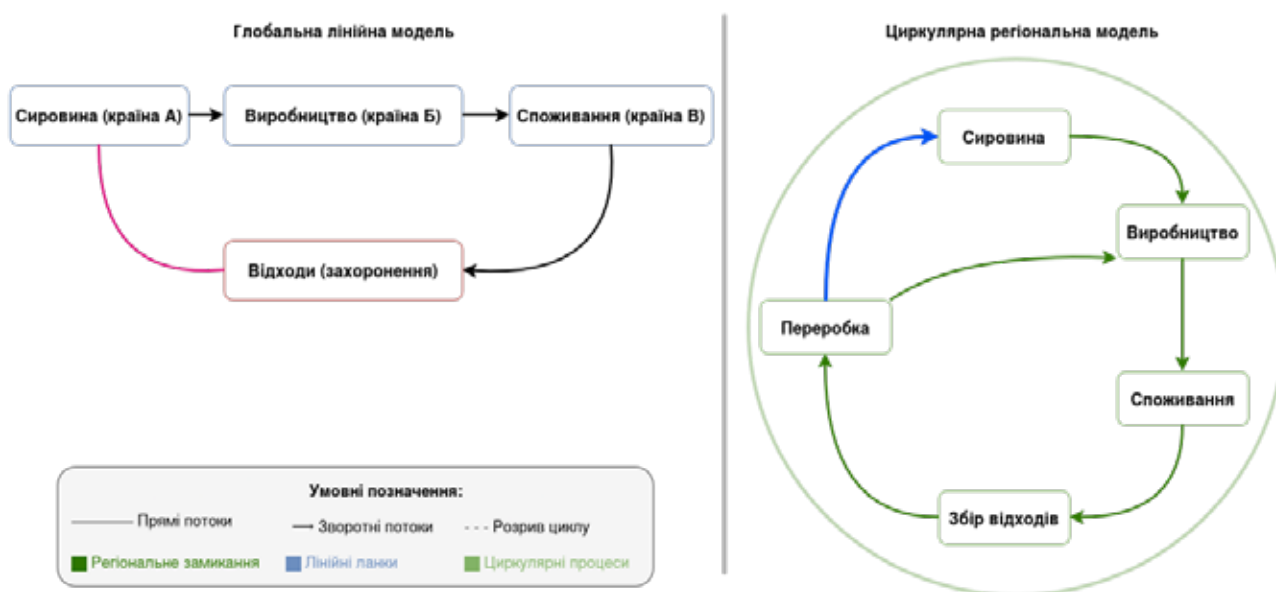 Глобальна лінійна модель
Сировина (країна А)
Виробництво (країна Б)
Споживання (країна В)
Відходи (захоронення)
Умовні позначення:
Прямі потоки
Зворотні потоки
Розрив циклу
Регіональне замикання
Лінійні ланки
Циркулярні процеси
Циркулярна регіональна модель
Сировина
Виробництво
Переробка
Споживання
Збір відходів